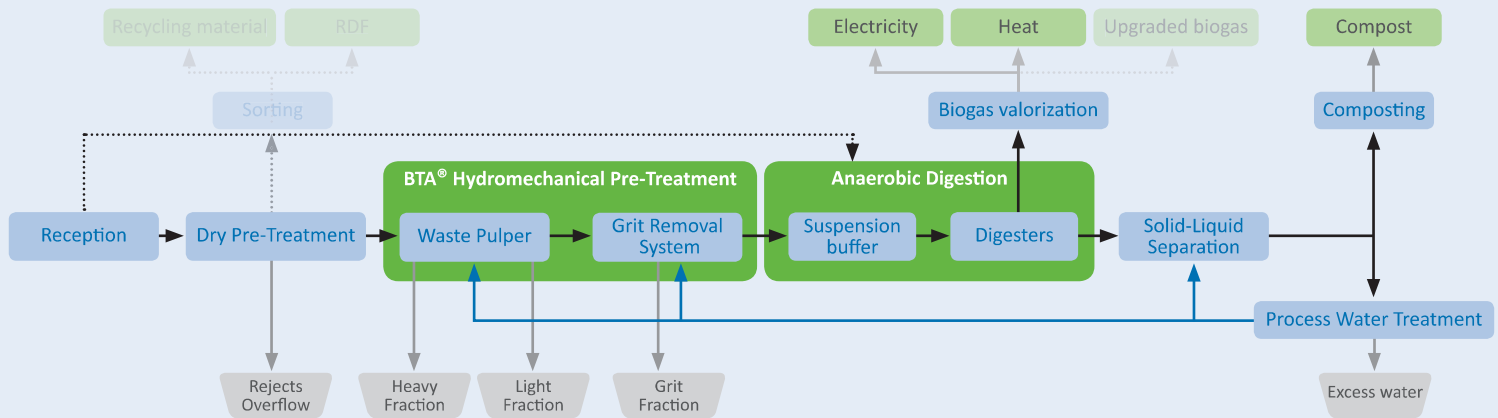 Recycling material
RDF
Electricity
Heat
Upgraded biogas
Compost
Sorting
Biogas valorization
Composting
BTA® Hydromechanical Pre-Treatment
Anaerobic Digestion
Reception
Dry Pre-Treatment
Waste Pulper
Grit Removal
System
Suspension
buffer
Digesters
Solid-Liquid
Separation
Process Water Treatment
Rejects
Overflow
Heavy
Fraction
Light
Fraction
Grit
Fraction
Excess water